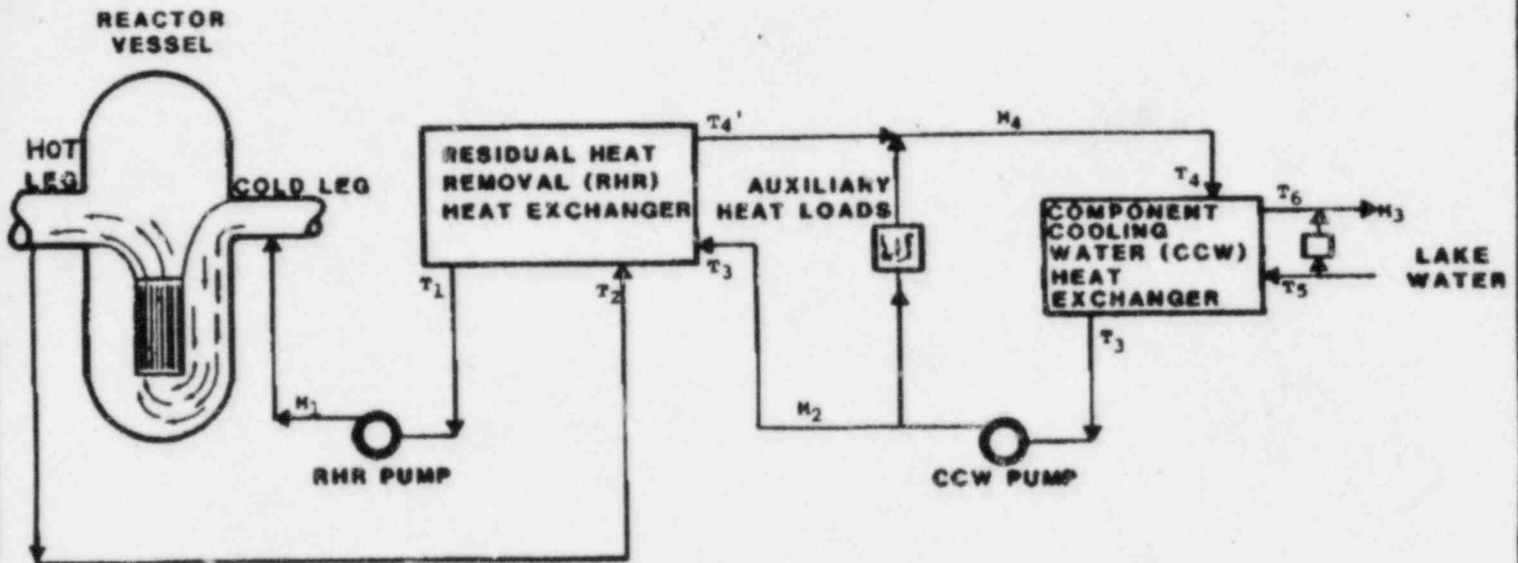 REACTOR
VESSEL
HOT
LEG
COLD LEG
RESIDUAL HEAT
REMOVAL (RHR)
HEAT EXCHANGER
T4'
M4
AUXILIARY
HEAT LOADS
T4
COMPONENT
COOLING
WATER (CCW)
HEAT
EXCHANGER
T6
M3
LAKE
WATER
T5
T3
T1
T2
T3
M1
RHR PUMP
M2
CCW PUMP